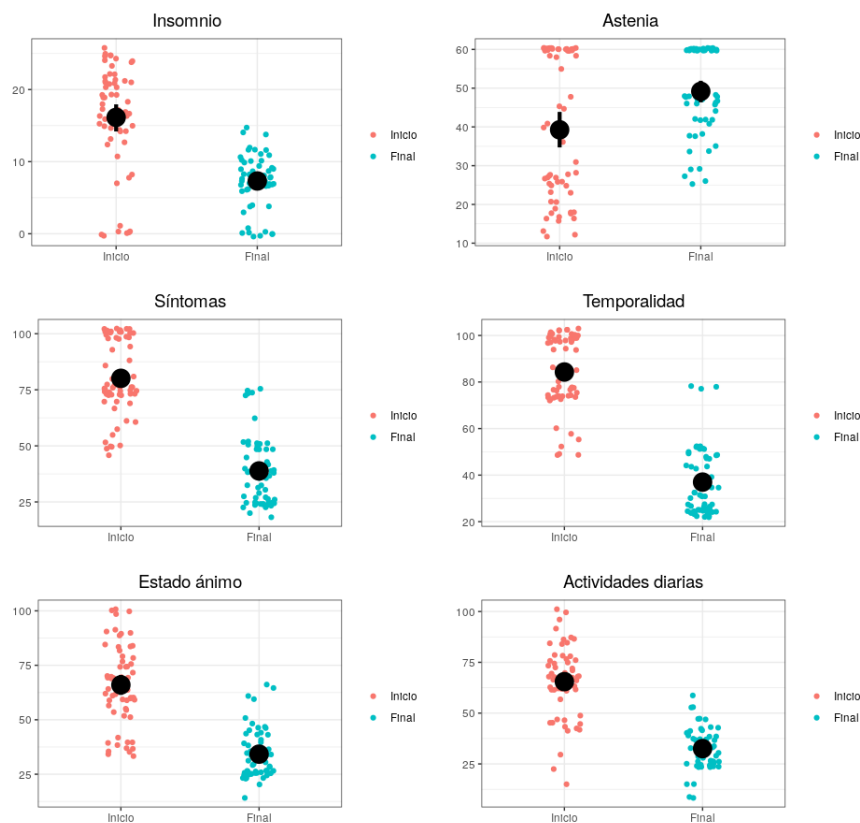 Insomnio
20
10
0
Inicio
Final
Inicio
Final
Astenia
60
50
40
30
20
10
Inicio
Final
Inicio
Final
Síntomas
100
75
50
25
Inicio
Final
Inicio
Final
Temporalidad
100
80
60
40
20
Inicio
Final
Inicio
Final
Estado ánimo
100
75
50
25
Inicio
Final
Inicio
Final
Actividades diarias
100
75
50
25
Inicio
Final
Inicio
Final